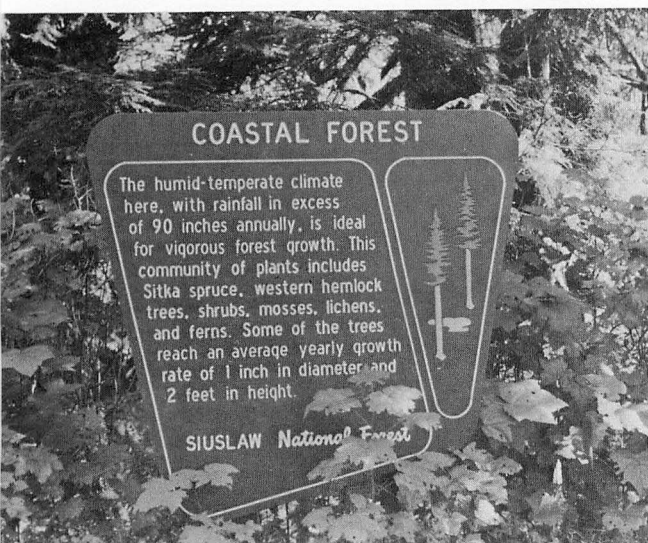 COASTAL FOREST
The humid-temperate climate
here, with rainfall in excess
of 90 inches annually, is ideal
for vigorous forest growth. This
community of plants includes
Sitka spruce, western hemlock
trees, shrubs, mosses, lichens,
and ferns. Some of the trees
reach an average yearly growth
rate of 1 inch in diameter and
2 feet in height.
SIUSLAW National Forest